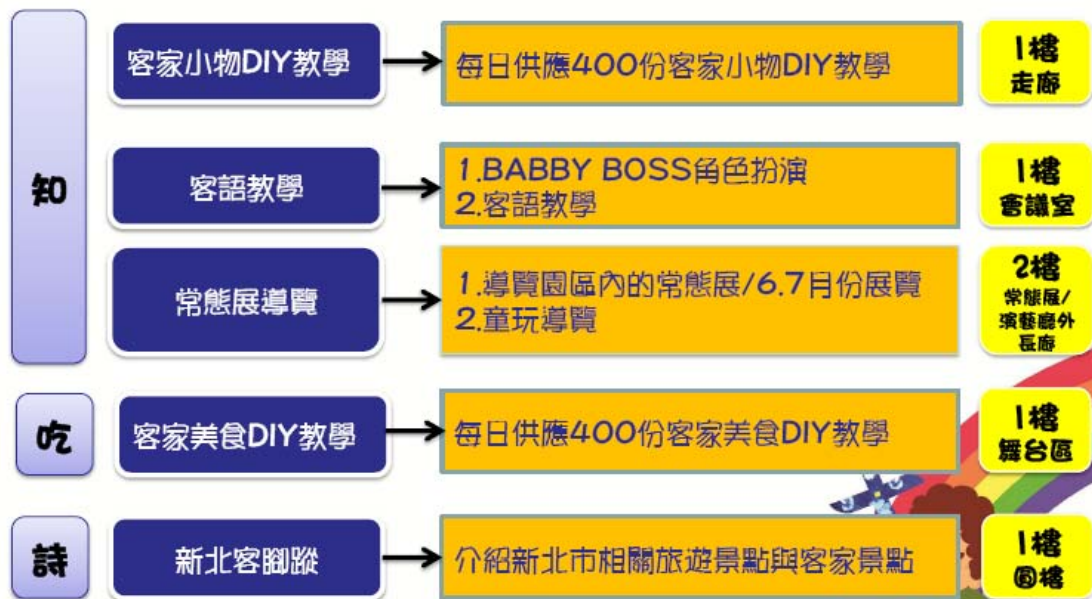 知
客家小物DIY教學
每日供應400份客家小物DIY教學
1樓
走廊
客語教學
1.BABBY BOSS角色扮演
2.客語教學
1樓
會議室
常態展導覽
1.導覽園區內的常態展/6.7月份展覽
2.童玩導覽
2樓
常態展/
演藝廳外
長廊
吃
客家美食DIY教學
每日供應400份客家美食DIY教學
1樓
舞台區
詩
新北客腳蹤
介紹新北市相關旅遊景點與客家景點
1樓
圓樓